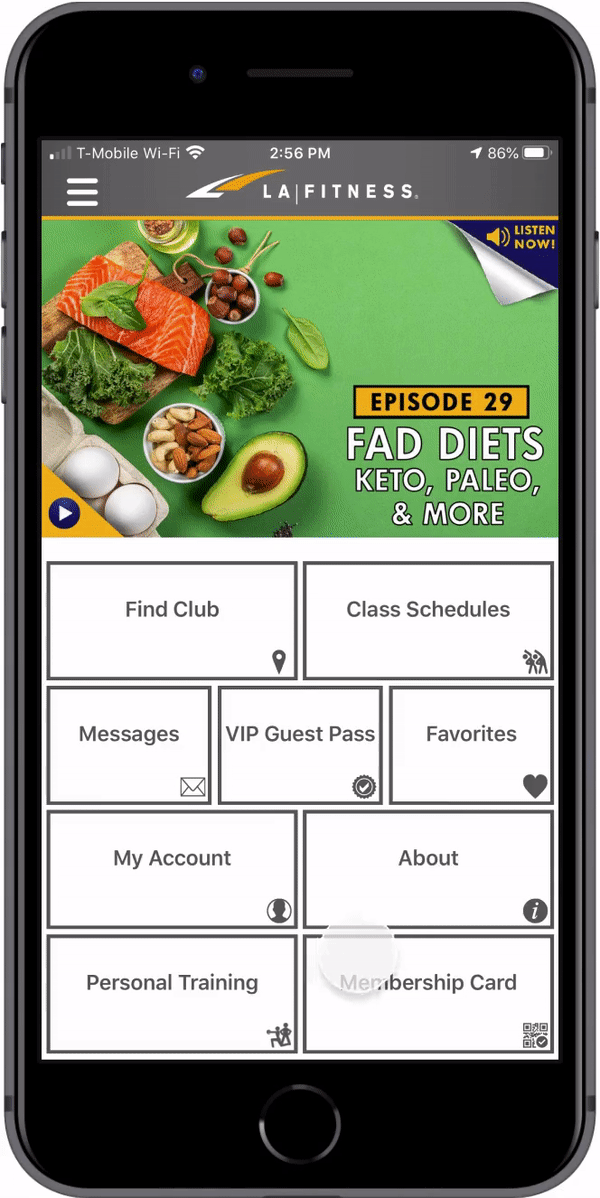 T-Mobile Wi-Fi 2:56 PM 86%
LA|FITNESS.
LISTEN
NOW!
EPISODE 29
FAD DIETS
KETO, PALEO,
& MORE
Find Club
Class Schedules
Messages
VIP Guest Pass
Favorites
My Account
About
i
Personal Training
Membership Card